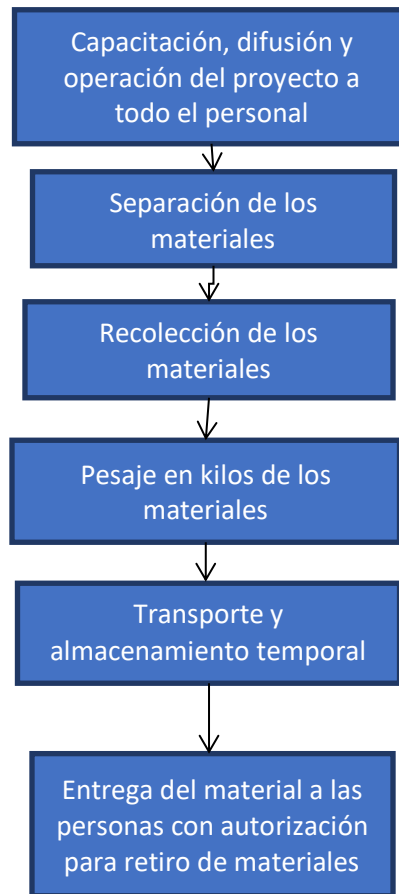 Capacitación, difusión y
operación del proyecto a
todo el personal
Separación de los
materiales
Recolección de los
materiales
Pesaje en kilos de los
materiales
Transporte y
almacenamiento temporal
Entrega del material a las
personas con autorización
para retiro de materiales